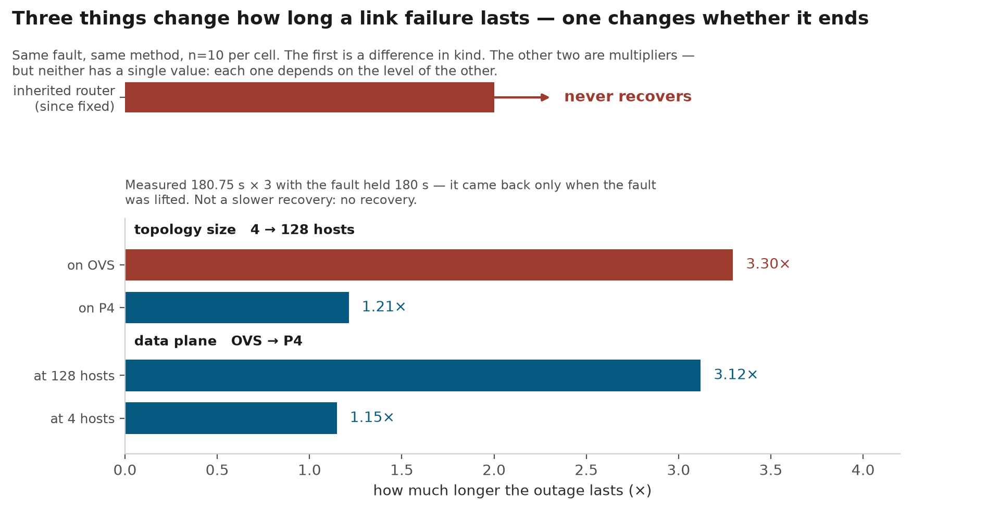 Three things change how long a link failure lasts — one changes whether it ends
Same fault, same method, n=10 per cell. The first is a difference in kind. The other two are multipliers —
but neither has a single value: each one depends on the level of the other.
inherited router
(since fixed)
never recovers
Measured 180.75 s × 3 with the fault held 180 s — it came back only when the fault
was lifted. Not a slower recovery: no recovery.
topology size 4 → 128 hosts
on OVS
3.30×
on P4
1.21×
data plane OVS → P4
at 128 hosts
3.12×
at 4 hosts
1.15×
0.0 0.5 1.0 1.5 2.0 2.5 3.0 3.5 4.0
how much longer the outage lasts (×)